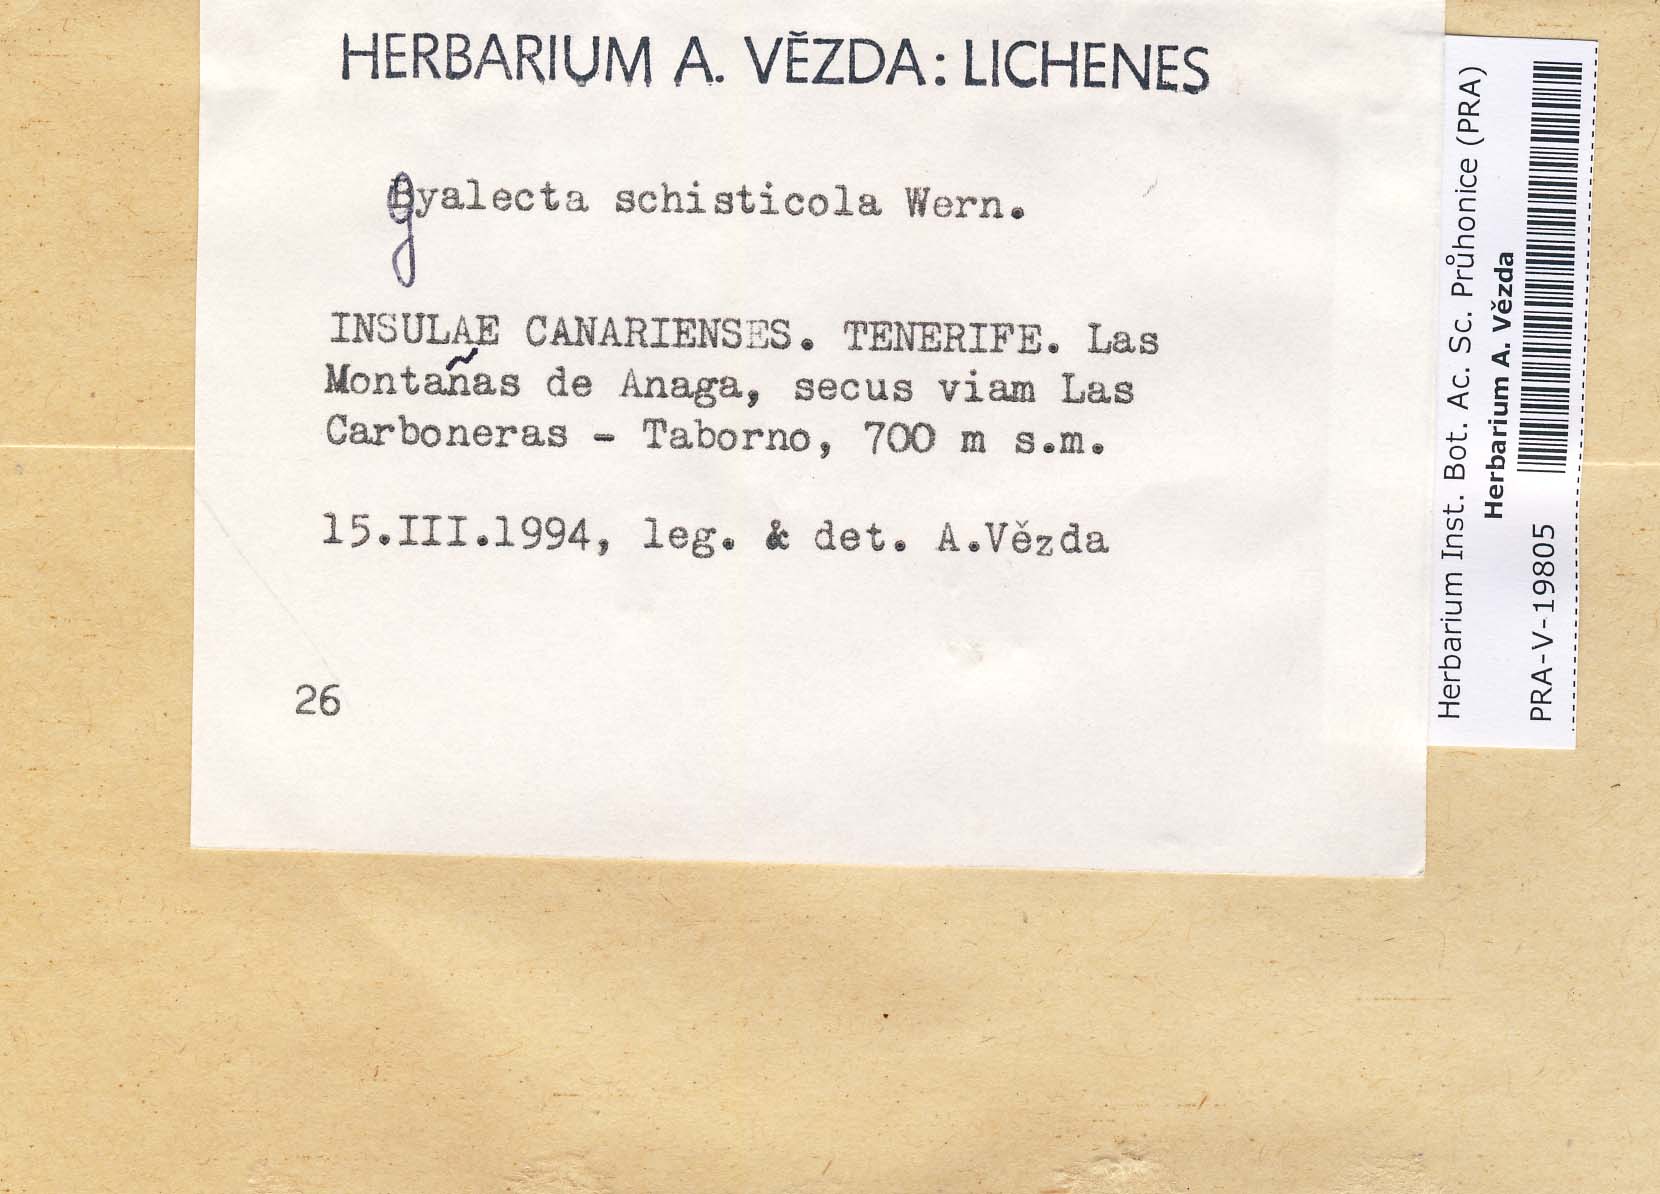 HERBARIUM A. VĚZDA: LICHENES
Gyalecta schisticola Wern.
INSULAE CANARIENSES. TENERIFE. Las
Montañas de Anaga, secus viam Las
Carboneras - Taborno, 700 m s.m.
15.III.1994, leg. & det. A.Vězda
26
Herbarium Inst. Bot. Ac. Sc. Průhonice (PRA)
Herbarium A. Vězda
PRA-V-19805